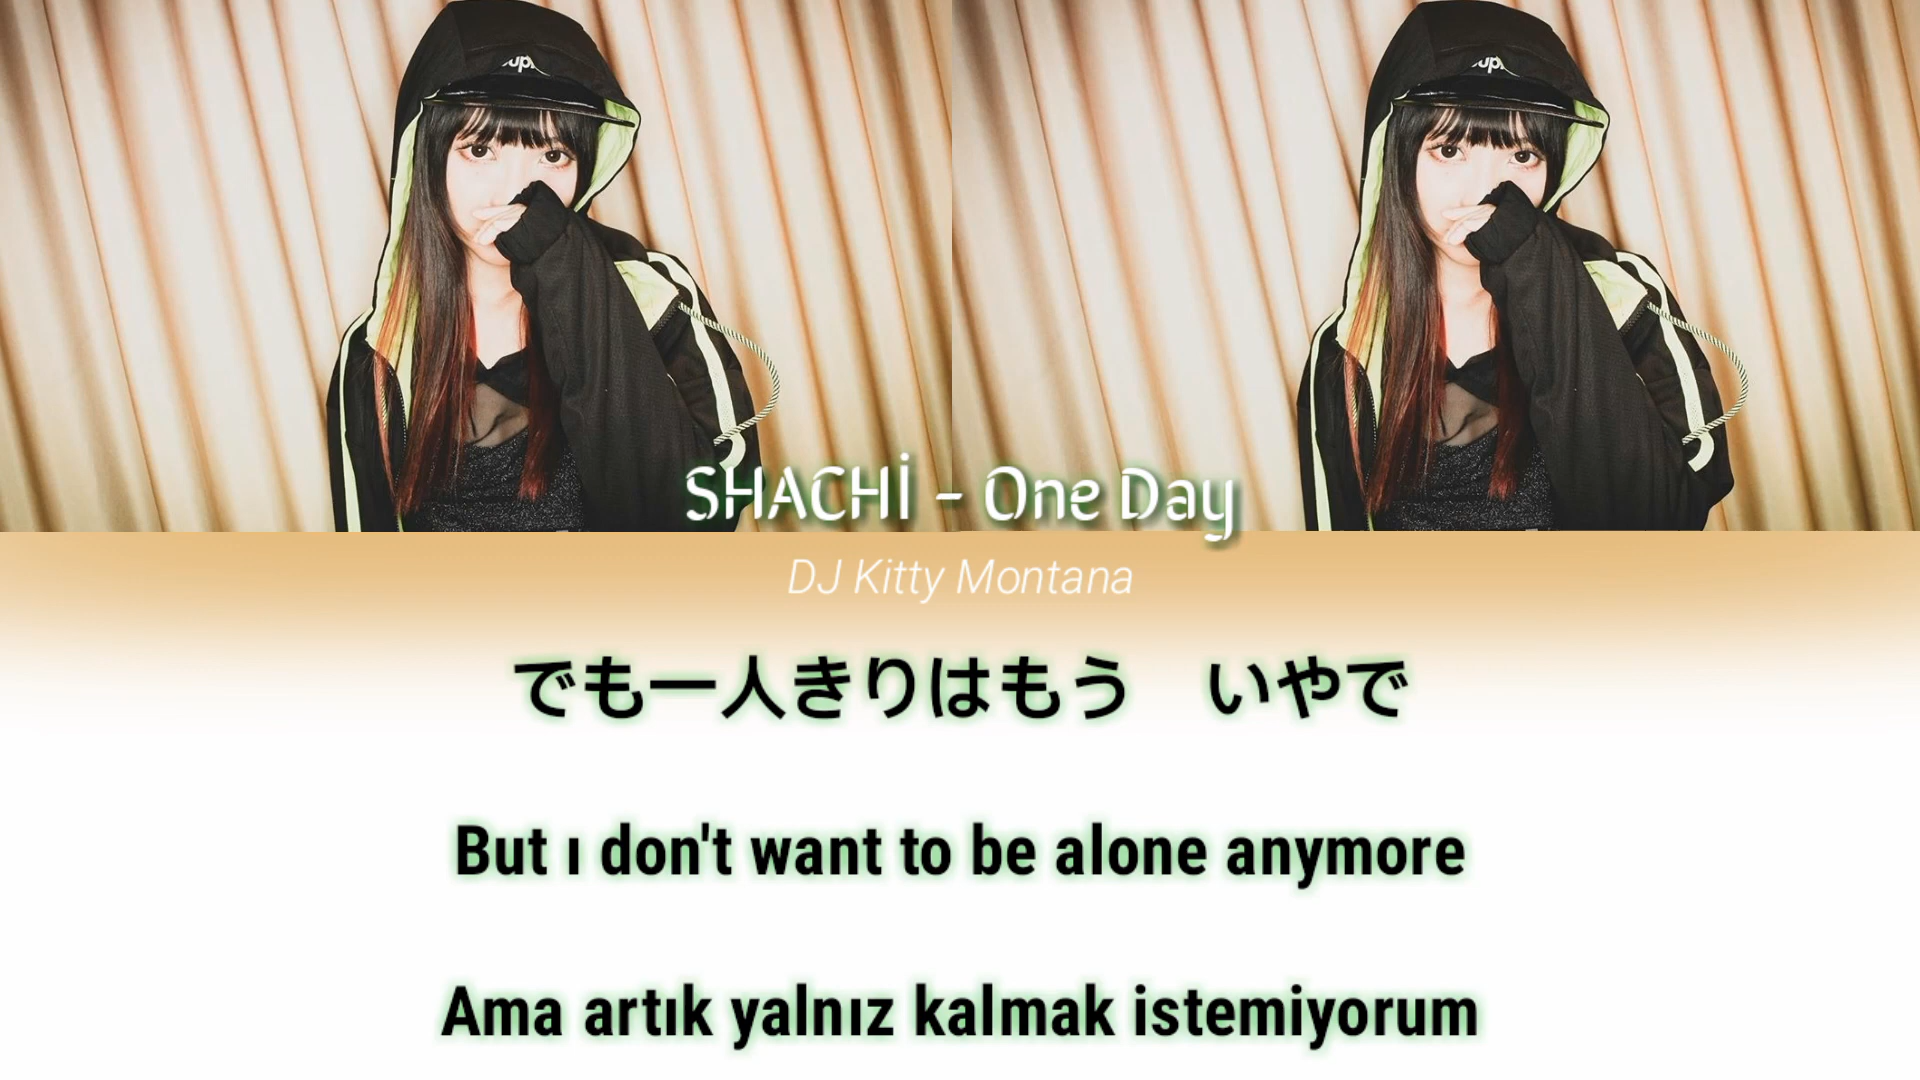 SHACHİ - One Day
DJ Kitty Montana
でも一人きりはもう　いやで
But ı don't want to be alone anymore
Ama artık yalnız kalmak istemiyorum